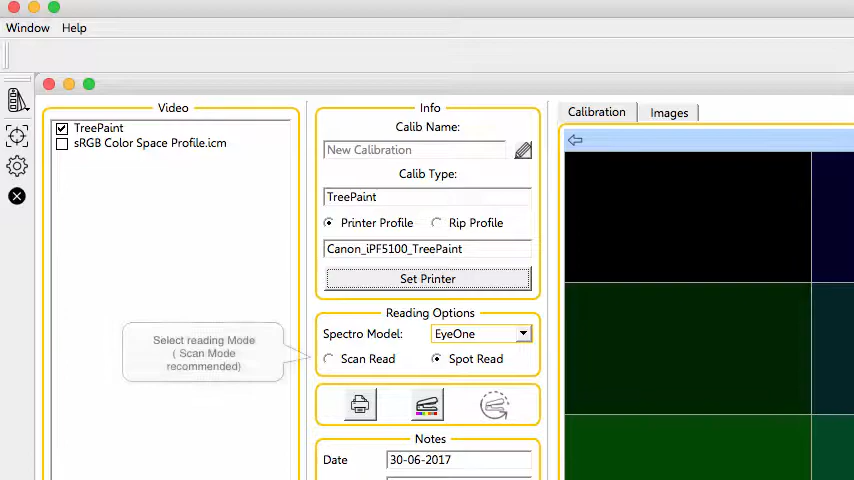 Window Help
Video
TreePaint
sRGB Color Space Profile.icm
Info
Calib Name:
New Calibration
Calib Type:
TreePaint
Printer Profile Rip Profile
Canon_iPF5100_TreePaint
Set Printer
Reading Options
Spectro Model: EyeOne
Scan Read Spot Read
Select reading Mode
( Scan Mode
recommended)
Notes
Date 30-06-2017
Calibration Images